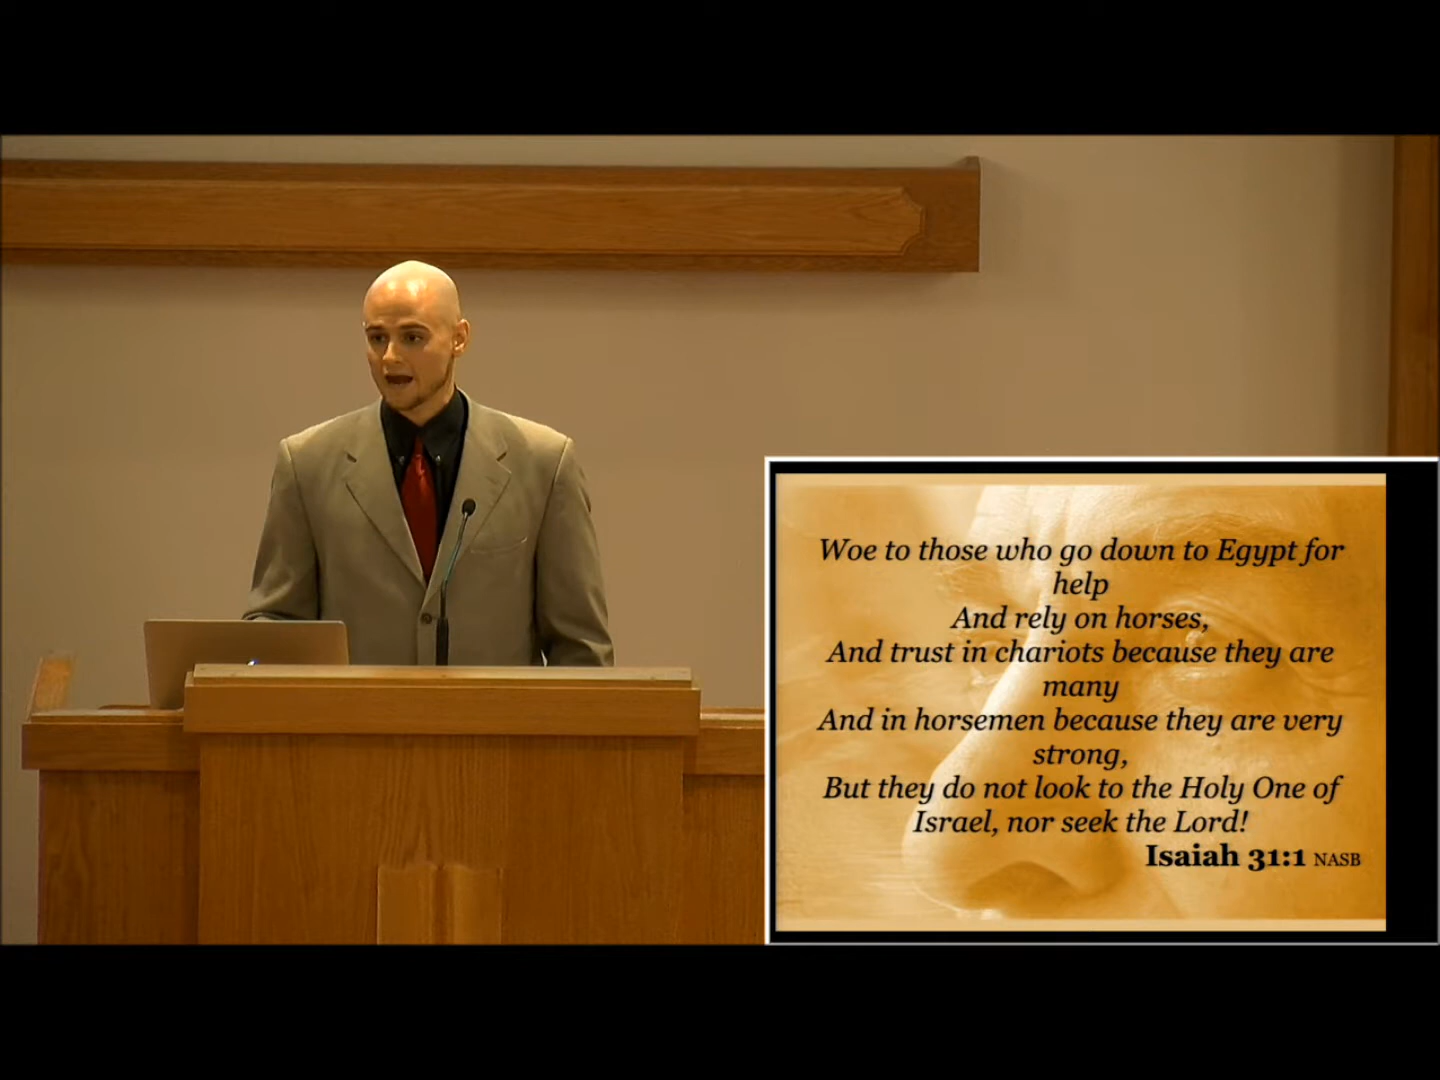 Woe to those who go down to Egypt for
help
And rely on horses,
And trust in chariots because they are
many
And in horsemen because they are very
strong,
But they do not look to the Holy One of
Israel, nor seek the Lord!
Isaiah 31:1 NASB